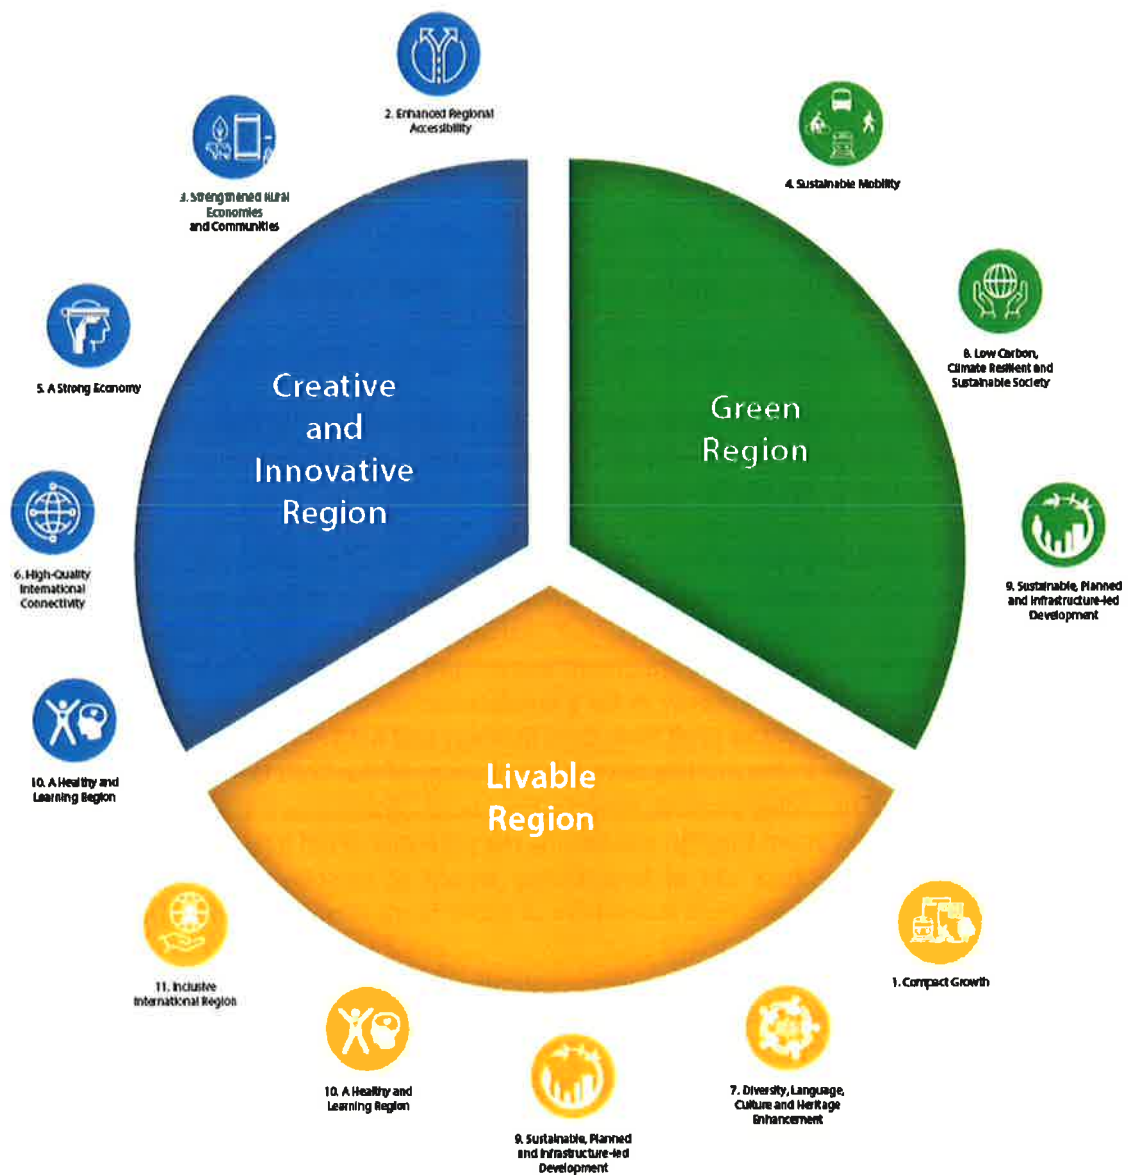 2. Enhanced Regional
Accessibility
3. Strengthened Rural
Economies
and Communities
4. Sustainable Mobility
5. A Strong Economy
8. Low Carbon,
Climate Resilient and
Sustainable Society
Creative
and
Innovative
Region
Green
Region
6. High-Quality
International
Connectivity
9. Sustainable, Planned
and Infrastructure-led
Development
10. A Healthy and
Learning Region
Livable
Region
11. Inclusive
International Region
1. Compact Growth
10. A Healthy and
Learning Region
7. Diversity, Language,
Culture and Heritage
Enhancement
9. Sustainable, Planned
and Infrastructure-led
Development